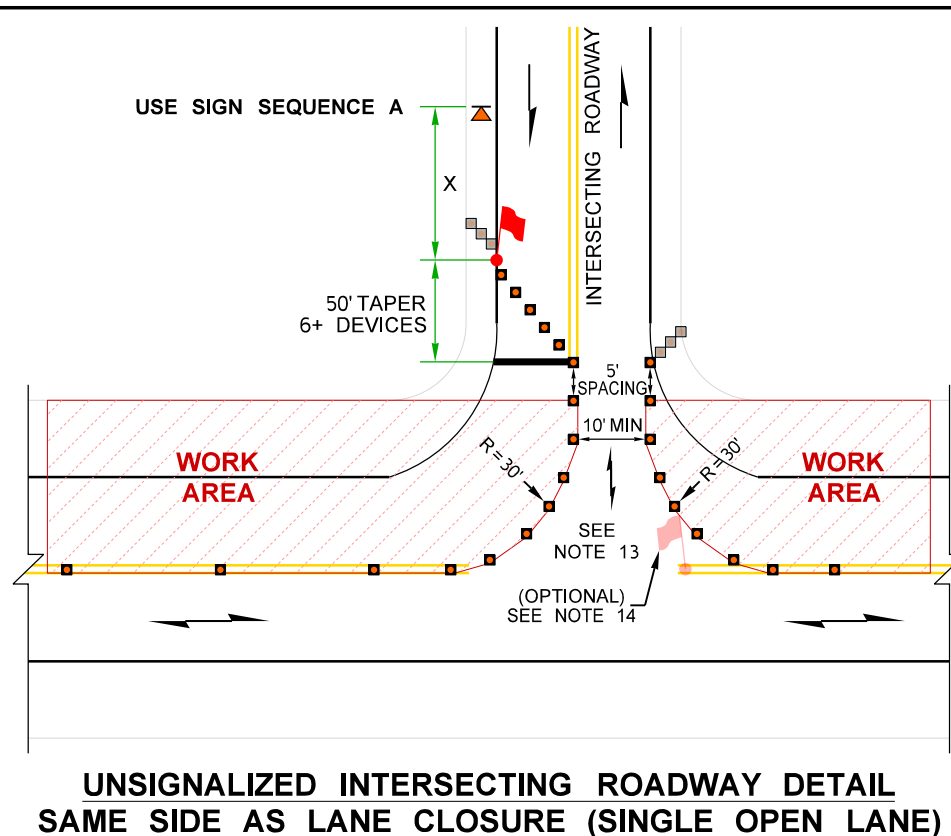 USE SIGN SEQUENCE A
X
INTERSECTING ROADWAY
50' TAPER
6+ DEVICES
5'
SPACING
10' MIN
R=30'
R=30'
WORK
AREA
WORK
AREA
SEE
NOTE 13
(OPTIONAL)
SEE NOTE 14
UNSIGNALIZED INTERSECTING ROADWAY DETAIL
SAME SIDE AS LANE CLOSURE (SINGLE OPEN LANE)